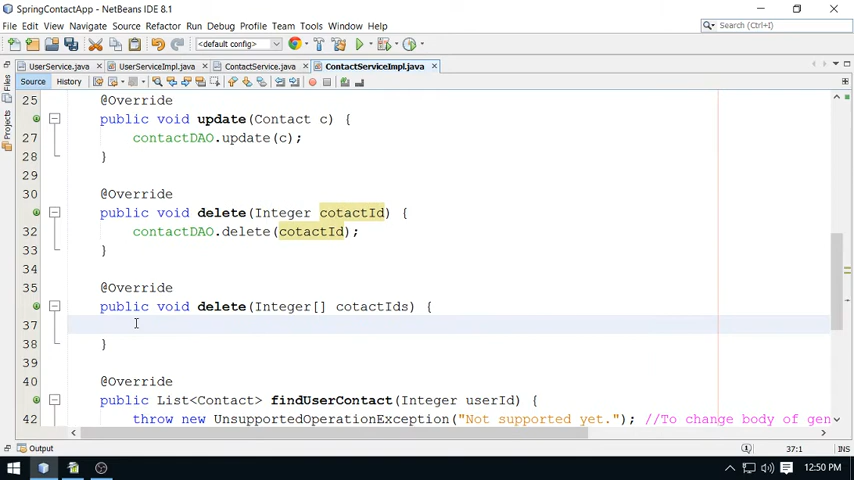 SpringContactApp - NetBeans IDE 8.1
File Edit View Navigate Source Refactor Run Debug Profile Team Tools Window Help
Search (Ctrl+I)
<default config>
UserService.java UserServiceImpl.java ContactService.java ContactServiceImpl.java
Source History
Files
Projects
25 @Override
public void update(Contact c) {
27 contactDAO.update(c);
28 }
29
30 @Override
public void delete(Integer cotactId) {
32 contactDAO.delete(cotactId);
33 }
34
35 @Override
public void delete(Integer[] cotactIds) {
37
38 }
39
40 @Override
public List<Contact> findUserContact(Integer userId) {
42 throw new UnsupportedOperationException("Not supported yet."); //To change body of gen
Output
37:1 INS
12:50 PM